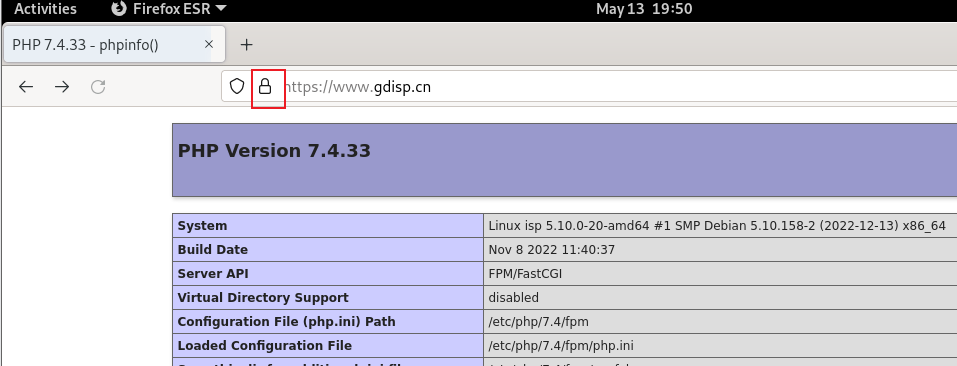 Activities Firefox ESR May 13 19:50
PHP 7.4.33 - phpinfo()
https://www.gdisp.cn
PHP Version 7.4.33
System Linux isp 5.10.0-20-amd64 #1 SMP Debian 5.10.158-2 (2022-12-13) x86_64
Build Date Nov 8 2022 11:40:37
Server API FPM/FastCGI
Virtual Directory Support disabled
Configuration File (php.ini) Path /etc/php/7.4/fpm
Loaded Configuration File /etc/php/7.4/fpm/php.ini